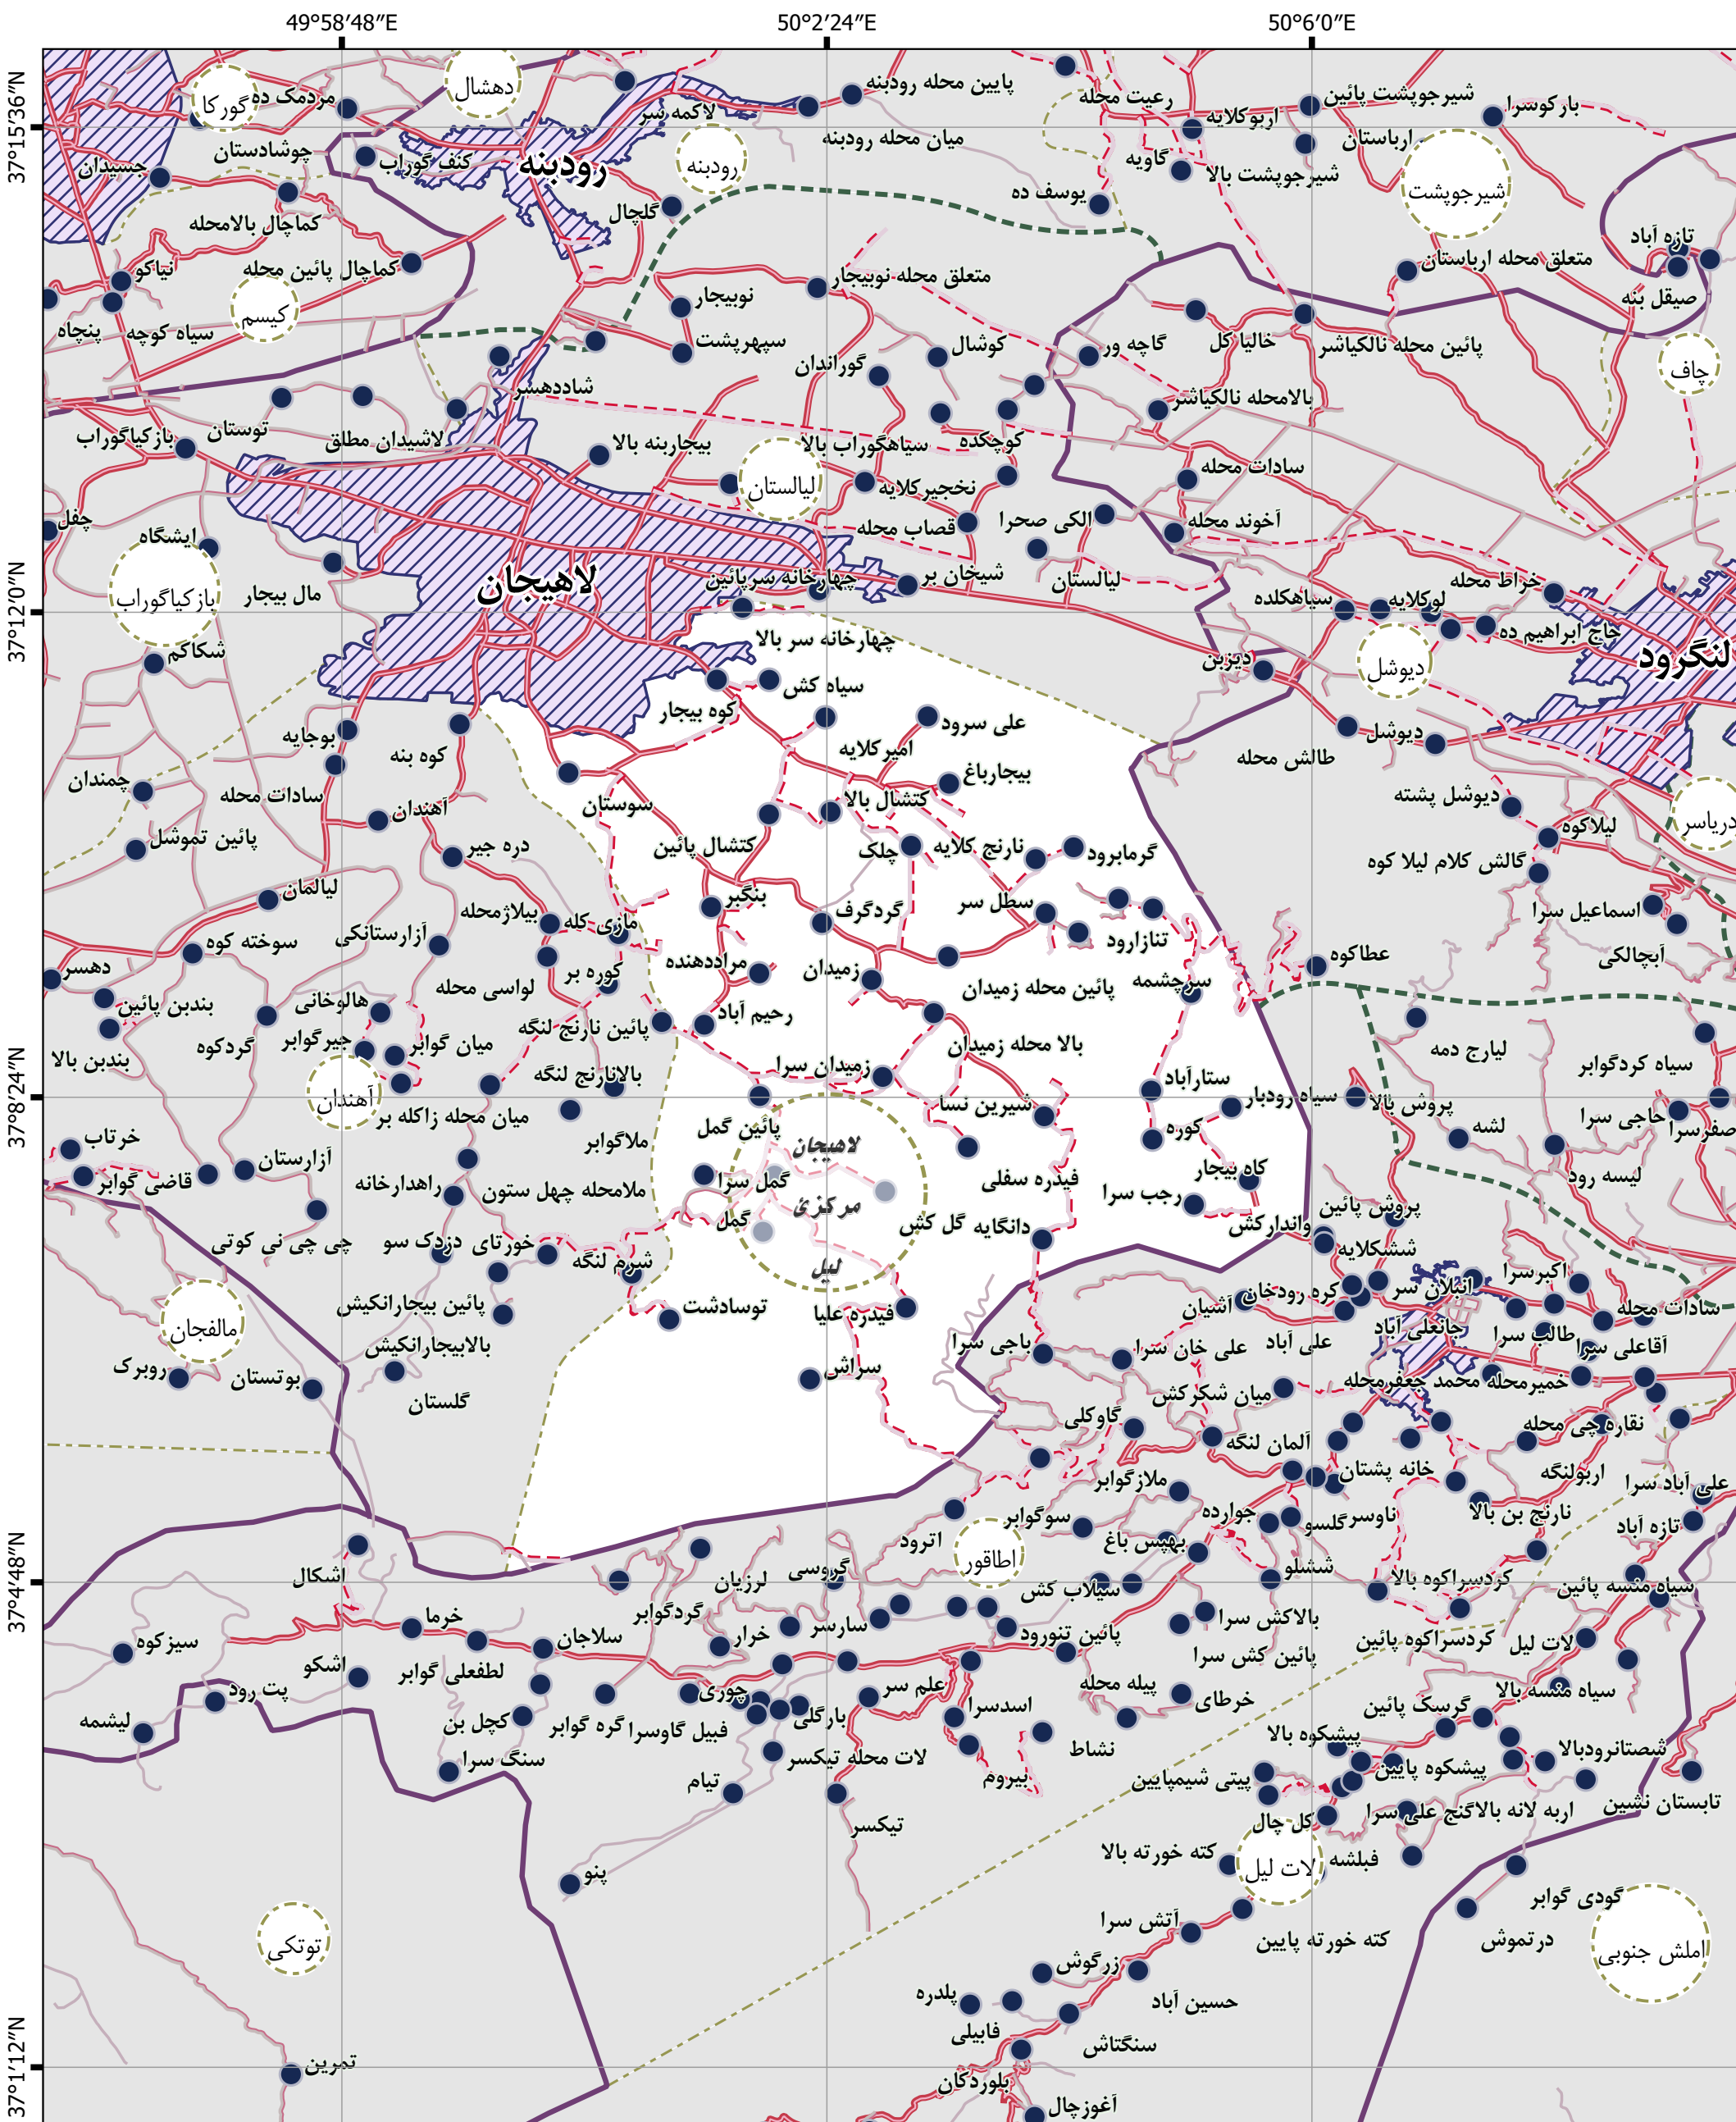 49°58′48″E
50°2′24″E
50°6′0″E
37°15′36″N
37°12′0″N
37°8′24″N
37°4′48″N
37°1′12″N
گورکا
دهشال
مردمک ده
لاکمه سر
پایین محله رودبنه
رعیت محله
شیرجوپشت پائین
بارکوسرا
اربوکلایه
میان محله رودبنه
چوشادستان
کنف گوراب
رودبنه
رودبنه
گاویه
ارباستان
جسیدان
شیرجوپشت بالا
شیرجوپشت
یوسف ده
کماچال بالامحله
گلچال
تازه آباد
نیاکو
کماچال پائین محله
متعلق محله نوبیجار
متعلق محله ارباستان
نوبیجار
صیقل بنه
کیسم
پنچاه
سیاه کوچه
سپهرپشت
کوشال
گاچه ور
خالیا کل
پائین محله نالکیاشر
گوراندان
چاف
شاددهسر
بالامحله نالکیاشر
بازکیاگوراب
توستان
لاشیدان مطلق
بیجاربنه بالا
سیاهگوراب بالا
کوچکده
سادات محله
لیالستان
نخجیرکلایه
چفل
ایشگاه
قصاب محله
الکی صحرا
آخوند محله
لاهیجان
چهارخانه سرپائین
شیخان بر
لیالستان
خراط محله
بازکیاگوراب
مال بیجار
سیاهکلده
لوکلایه
حاج ابراهیم ده
چهارخانه سر بالا
شکاکم
دیزبن
دیوشل
لنگرود
سیاه کش
کوه بیجار
علی سرود
بوجایه
کوه بنه
امیرکلایه
طالش محله
دیوشل
چمندان
سادات محله
بیجارباغ
سوستان
کتشال بالا
دیوشل پشته
آهندان
دریاسر
لیلاکوه
پائین تموشل
دره جیر
کتشال پائین
چلک
نارنج کلایه
گرمابرود
گالش کلام لیلا کوه
لیالمان
بنگبر
سطل سر
بیلاژمحله
مازی کله
گردگرف
اسماعیل سرا
سوخته کوه
آزارستانکی
تنازارود
عطاکوه
آبچالکی
دهسر
کوره بر
مراددهنده
زمیدان
سرچشمه
بندبن پائین
هالوخانی
لواسی محله
پائین محله زمیدان
رحیم آباد
بندبن بالا
گردکوه
جیرگوابر
میان گوابر
پائین نارنج لنگه
بالا محله زمیدان
لیارج دمه
سیاه کردگوابر
زمیدان سرا
بالانارنج لنگه
ستارآباد
آهندان
میان محله زاکله بر
شیرین نسا
سیاه رودبار
پروش بالا
حاجی سرا
صفرسرا
خرتاب
ملاگوابر
پائین گمل
لاهیجان
کوره
لشه
آزارستان
قاضی گوابر
راهدارخانه
ملامحله چهل ستون
گمل سرا
فیدره سفلی
کاه بیجار
رجب سرا
لیسه رود
مرکزی
گمل
دانگایه
گل کش
واندارکش
پروش پائین
چی چی نی کوتی
دزدک سو
خورتای
شرم لنگه
لیل
ششکلایه
اکبرسرا
مالفجان
پائین بیجارانکیش
توسادشت
فیدره علیا
آشیان
کره رودخان
انبلان سر
سادات محله
بالابیجارانکیش
باجی سرا
علی خان سرا
علی آباد
جانعلی آباد
طالب سرا
آقاعلی سرا
روبرک
بوتستان
سراش
گلستان
میان شکرکش
محمد جعفرمحله
خمیرمحله
گاوکلی
نقاره چی محله
آلمان لنگه
ملازگوابر
خانه پشتان
اربولنگه
علی آباد سرا
اترود
سوگوابر
جوارده
گلسو
ناوسر
نارنج بن بالا
تازه آباد
بهپس باغ
اطاقور
اشکال
گروسی
لرزیان
سیلاب کش
ششلو
کردسراکوه بالا
سیاه منسه پائین
خرما
گردگوابر
سارسر
بالاکش سرا
سیزکوه
سلاجان
خرار
پائین تنورود
پائین کش سرا
کردسراکوه پائین
لات لیل
اشکو
لطفعلی گوابر
پت رود
چوری
علم سر
پیله محله
خرطای
سیاه منسه بالا
لیشمه
کچل بن
گره گوابر
فبیل گاوسرا
بارگلی
اسدسرا
گرسک پائین
پیشکوه بالا
سنگ سرا
لات محله تیکسر
نشاط
شصتانرودبالا
تیام
بیروم
پیتی شیمپایین
پیشکوه پایین
تابستان نشین
تیکسر
کل چال
علی سرا
اربه لانه بالاگنج
پنو
کته خورته بالا
لات لیل
فیلشه
گودی گوابر
آتش سرا
توتکی
کته خورته پایین
درتموش
املش جنوبی
زرگوش
پلدره
حسین آباد
فابیلی
سنگتاش
تمرین
بلوردکان
آغوزچال